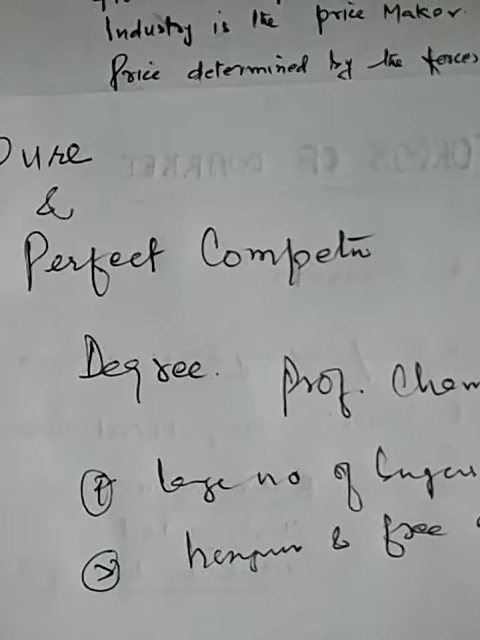 Industry is the price Maker.
Price determined by the forces
Pure
&
Perfect Competn
Degree. Prof. Cham
① large no of buyers
② & free